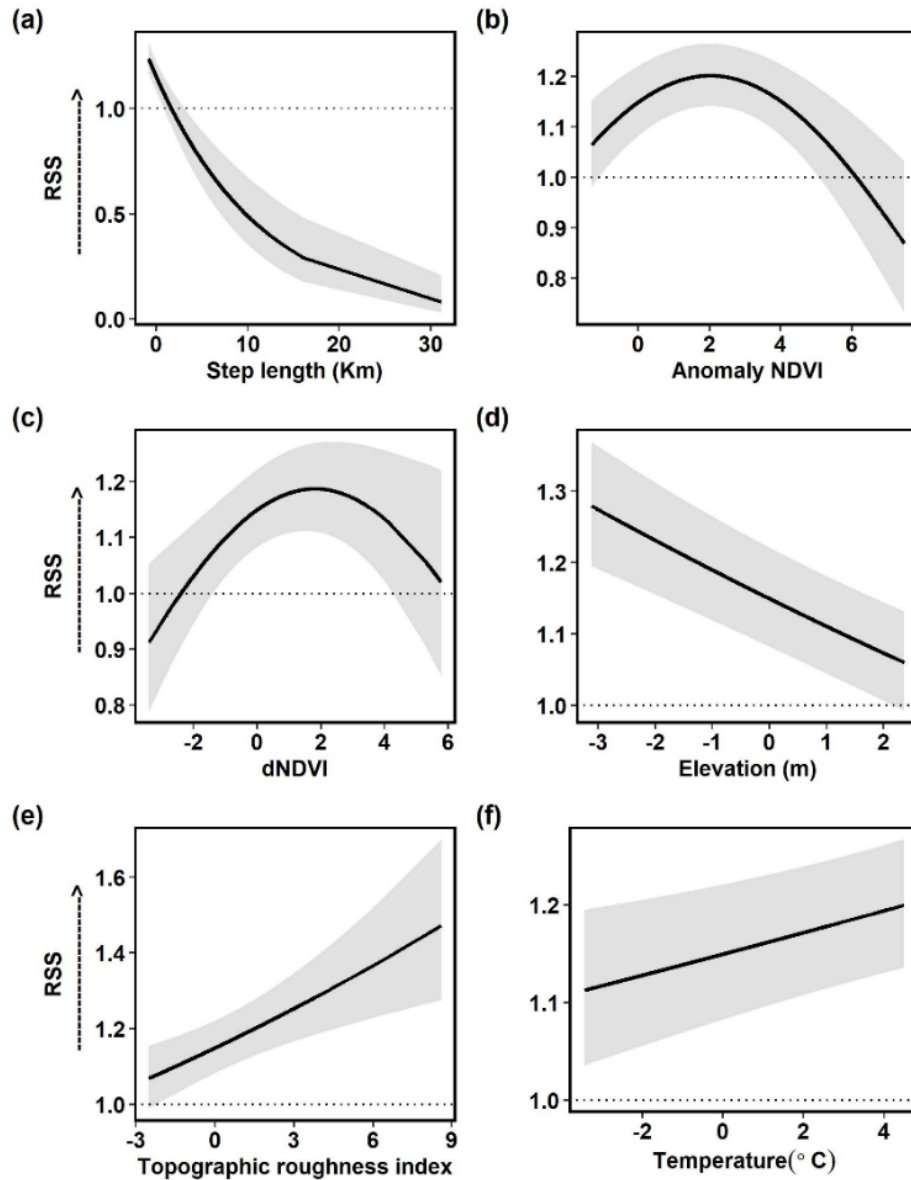 (a)
RSS ---------->
1.0
0.5
0.0
0 10 20 30
Step length (Km)
(b)
1.2
1.1
1.0
0.9
0.8
0 2 4 6
Anomaly NDVI
(c)
RSS ---------->
1.2
1.1
1.0
0.9
0.8
-2 0 2 4 6
dNDVI
(d)
1.3
1.2
1.1
1.0
-3 -2 -1 0 1 2
Elevation (m)
(e)
RSS ---------->
1.6
1.4
1.2
1.0
-3 0 3 6 9
Topographic roughness index
(f)
1.2
1.1
1.0
-2 0 2 4
Temperature(° C)